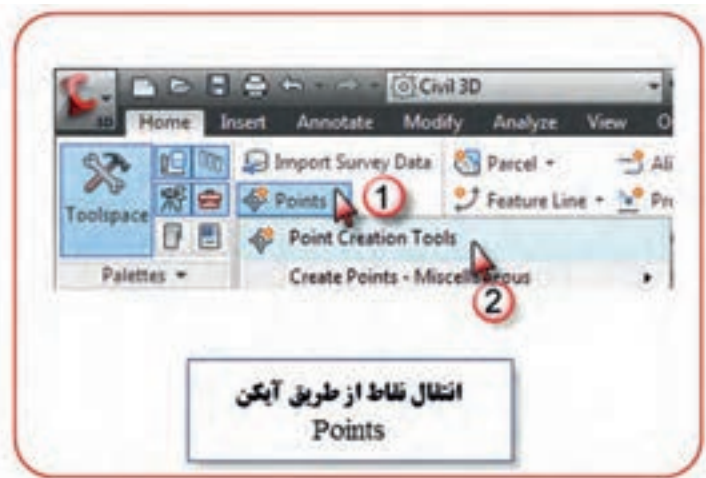 Civil 3D
3D Home Insert Annotate Modify Analyze View
Import Survey Data Parcel
Toolspace Points 1 Feature Line
Point Creation Tools
Palettes Create Points - Miscellaneous
2
انتقال نقاط از طریق آیکن
Points